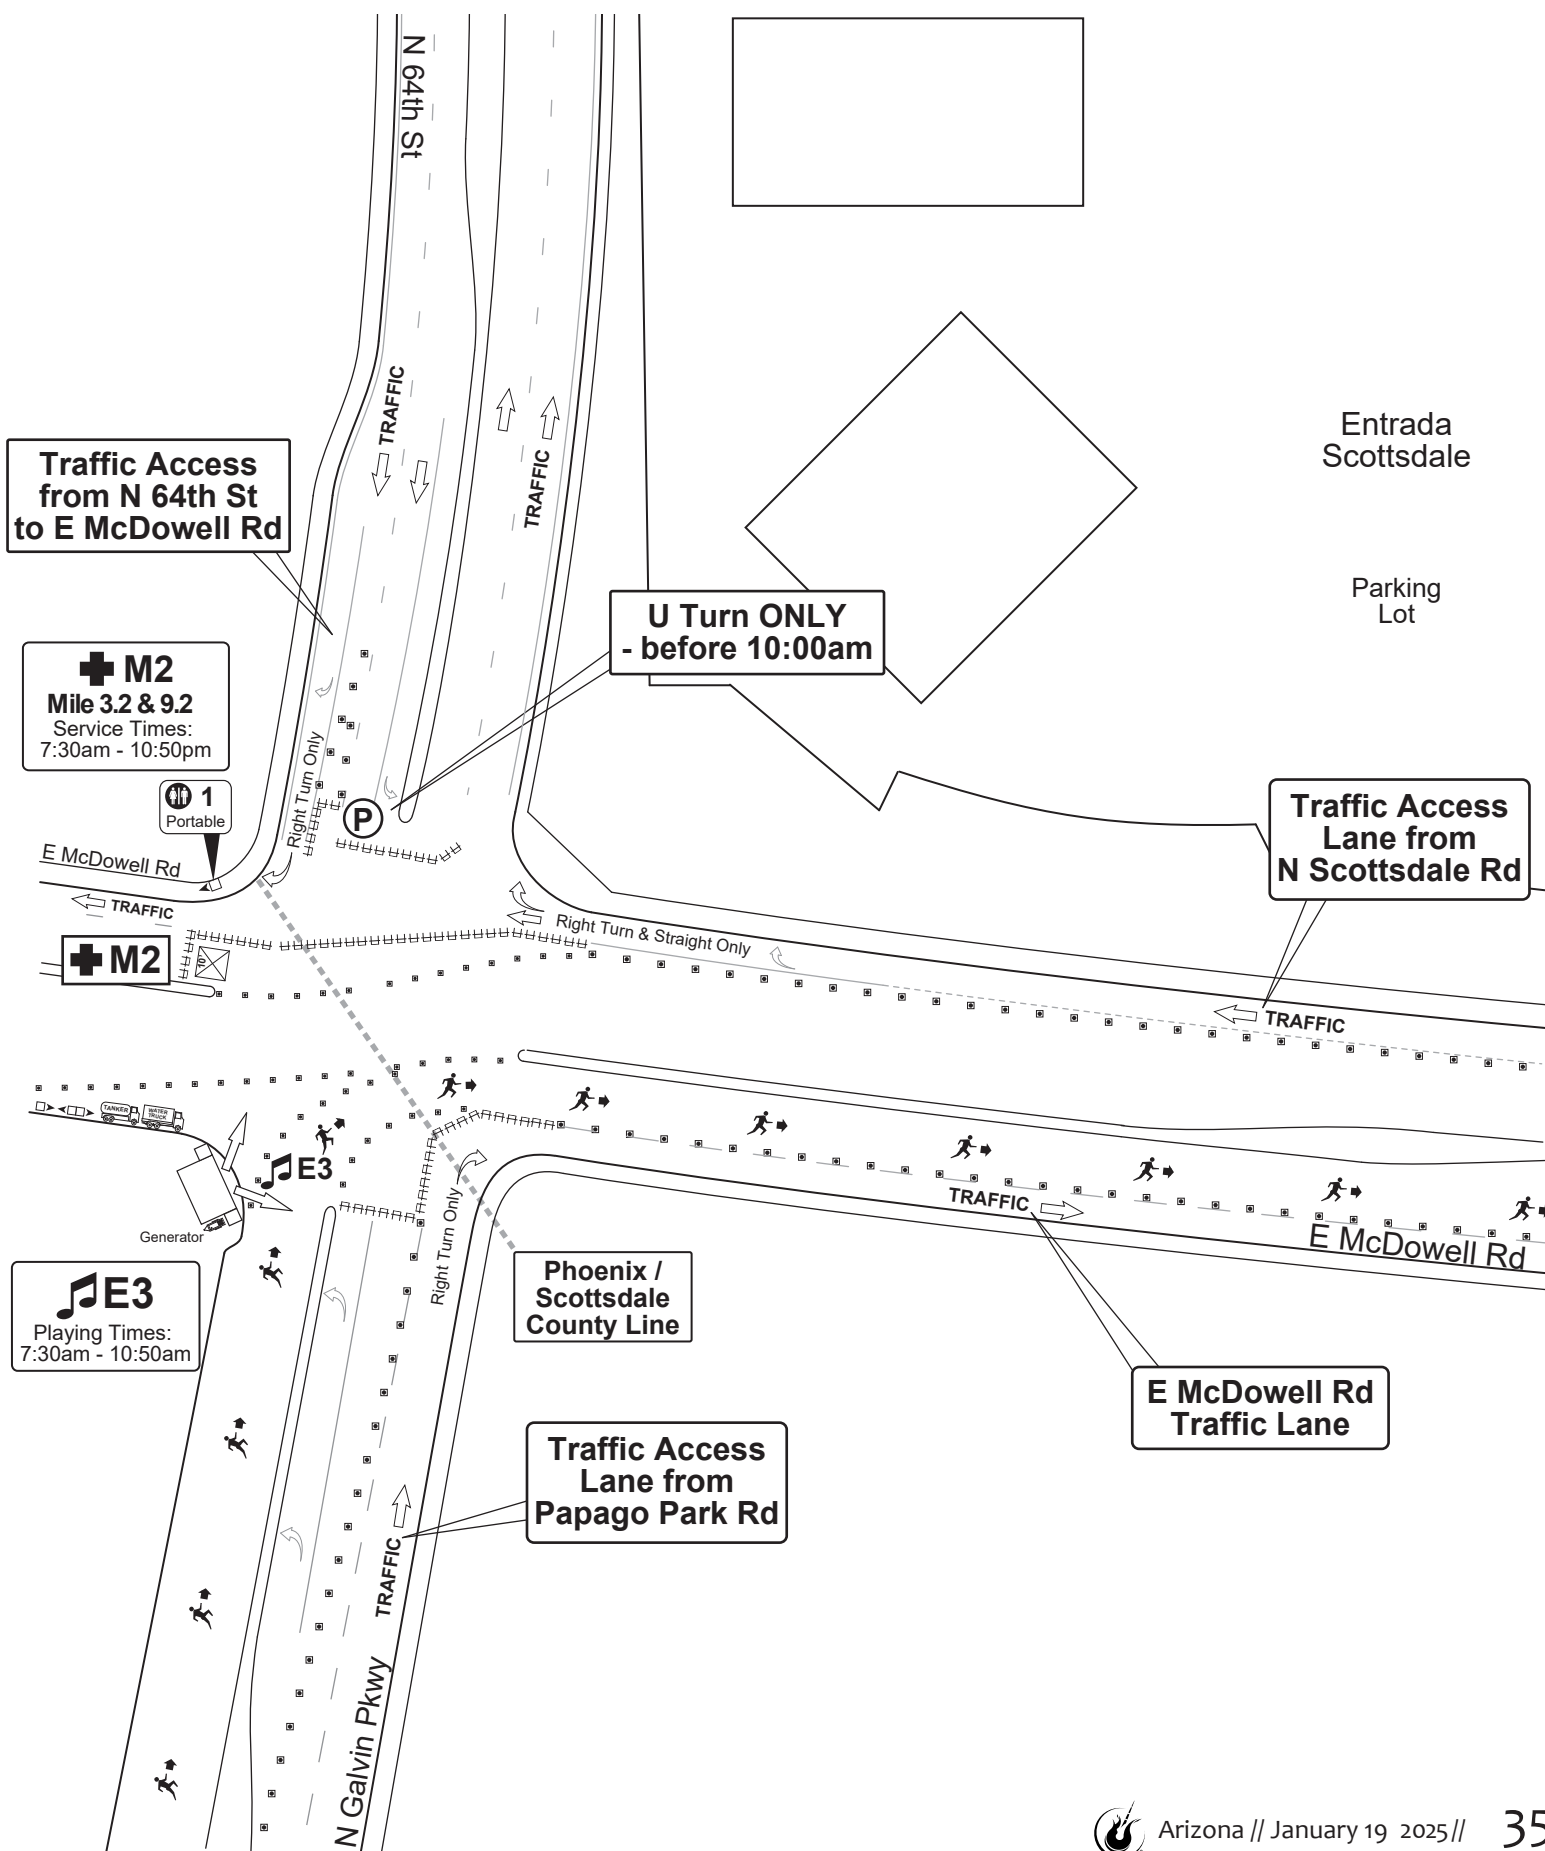 N 64th St
TRAFFIC
TRAFFIC
Entrada
Scottsdale
Parking
Lot
Traffic Access
from N 64th St
to E McDowell Rd
U Turn ONLY
- before 10:00am
M2
Mile 3.2 & 9.2
Service Times:
7:30am - 10:50pm
1
Portable
Right Turn Only
P
Traffic Access
Lane from
N Scottsdale Rd
E McDowell Rd
TRAFFIC
Right Turn & Straight Only
M2
10'
TRAFFIC
TANKER
WATER
TRUCK
E3
TRAFFIC
E McDowell Rd
Right Turn Only
Generator
E3
Playing Times:
7:30am - 10:50am
Phoenix /
Scottsdale
County Line
E McDowell Rd
Traffic Lane
Traffic Access
Lane from
Papago Park Rd
TRAFFIC
N Galvin Pkwy
Arizona // January 19 2025// 35